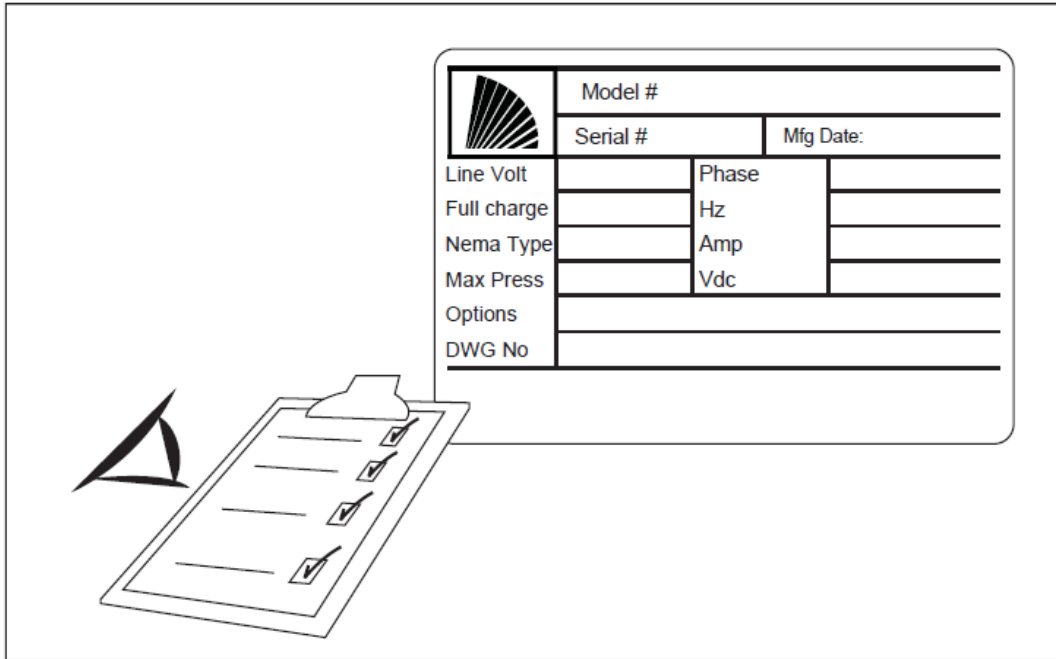 Model #
Serial # Mfg Date:
Line Volt Phase
Full charge Hz
Nema Type Amp
Max Press Vdc
Options
DWG No